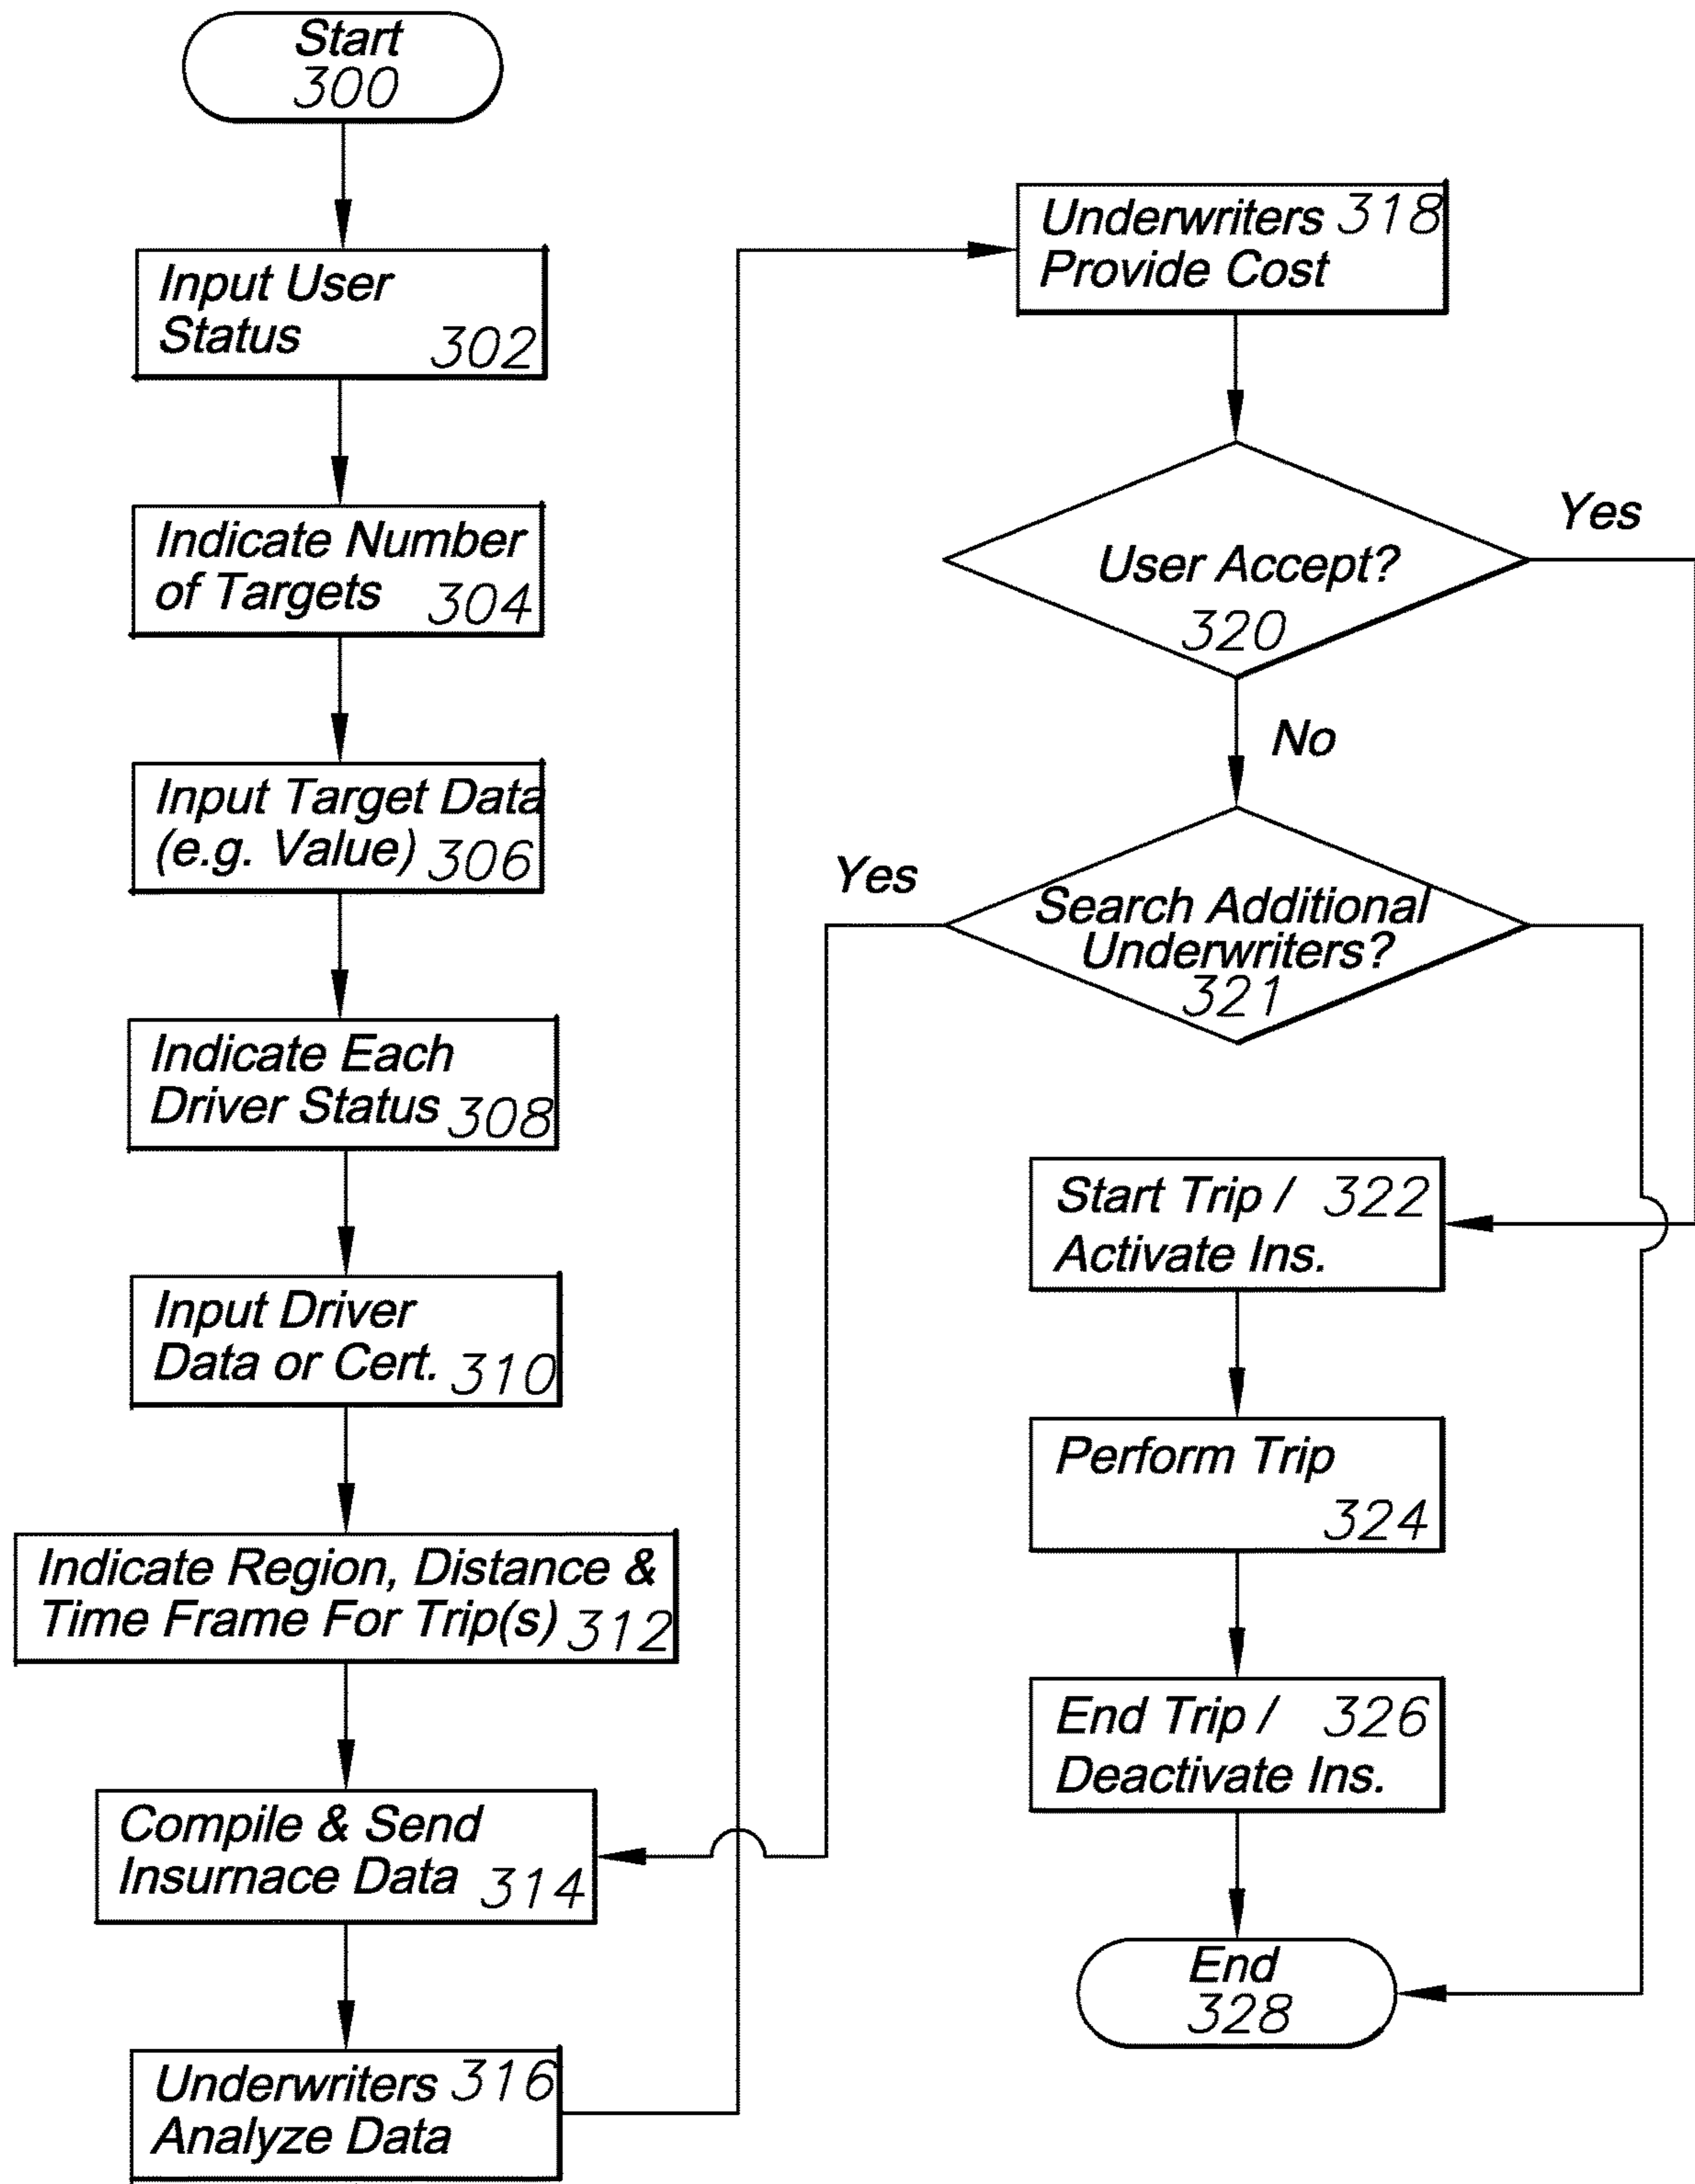 Start
300
Input User
Status 302
Indicate Number
of Targets 304
Input Target Data
(e.g. Value) 306
Indicate Each
Driver Status 308
Input Driver
Data or Cert. 310
Indicate Region, Distance &
Time Frame For Trip(s) 312
Compile & Send
Insurnace Data 314
Underwriters 316
Analyze Data
Underwriters 318
Provide Cost
Yes
User Accept?
320
No
Yes
Search Additional
Underwriters?
321
Start Trip / 322
Activate Ins.
Perform Trip
324
End Trip / 326
Deactivate Ins.
End
328